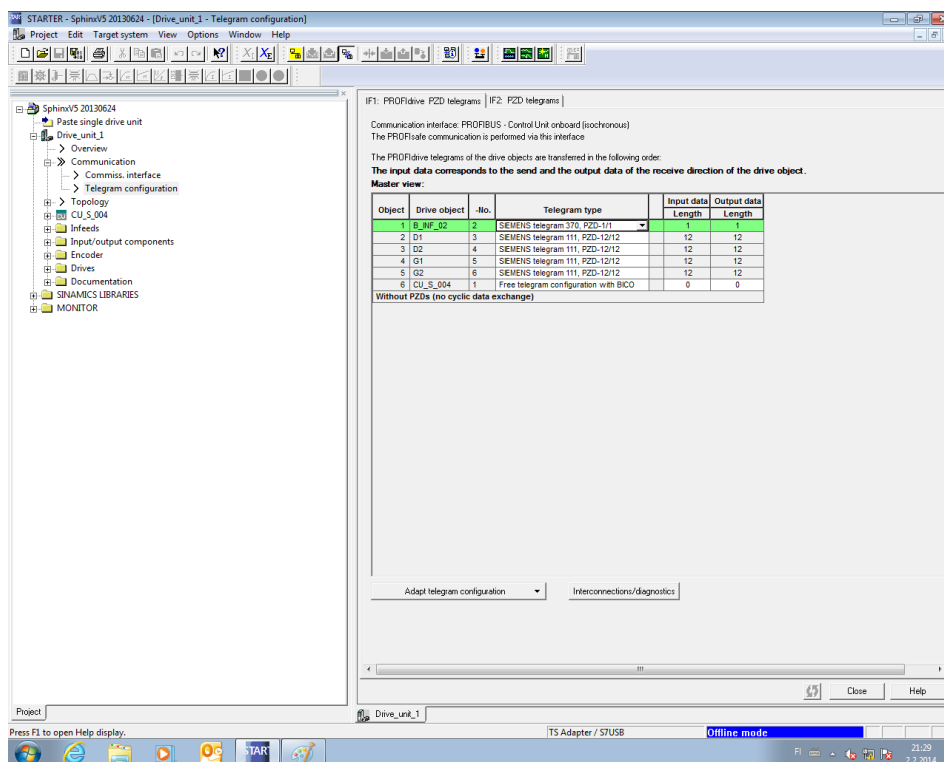 STARTER - SphinxV5 20130624 - [Drive_unit_1 - Telegram configuration]
Project Edit Target system View Options Window Help
SphinxV5 20130624
Paste single drive unit
Drive_unit_1
Overview
Communication
Commiss. interface
Telegram configuration
Topology
CU_S_004
Infeeds
Input/output components
Encoder
Drives
Documentation
SINAMICS LIBRARIES
MONITOR
Project
IF1: PROFIdrive PZD telegrams IF2: PZD telegrams
Communication interface: PROFIBUS - Control Unit onboard (isochronous)
The PROFIsafe communication is performed via this interface
The PROFIdrive telegrams of the drive objects are transferred in the following order:
The input data corresponds to the send and the output data of the receive direction of the drive object.
Master view:
Object Drive object -No. Telegram type Input data Length Output data Length
1 B_INF_02 2 SIEMENS telegram 370, PZD-1/1 1 1
2 D1 3 SIEMENS telegram 111, PZD-12/12 12 12
3 D2 4 SIEMENS telegram 111, PZD-12/12 12 12
4 G1 5 SIEMENS telegram 111, PZD-12/12 12 12
5 G2 6 SIEMENS telegram 111, PZD-12/12 12 12
6 CU_S_004 1 Free telegram configuration with BICO 0 0
Without PZDs (no cyclic data exchange)
Adapt telegram configuration Interconnections/diagnostics
Close Help
Drive_unit_1
Press F1 to open Help display. TS Adapter / S7USB Offline mode
FI 21:29
2.2.2014